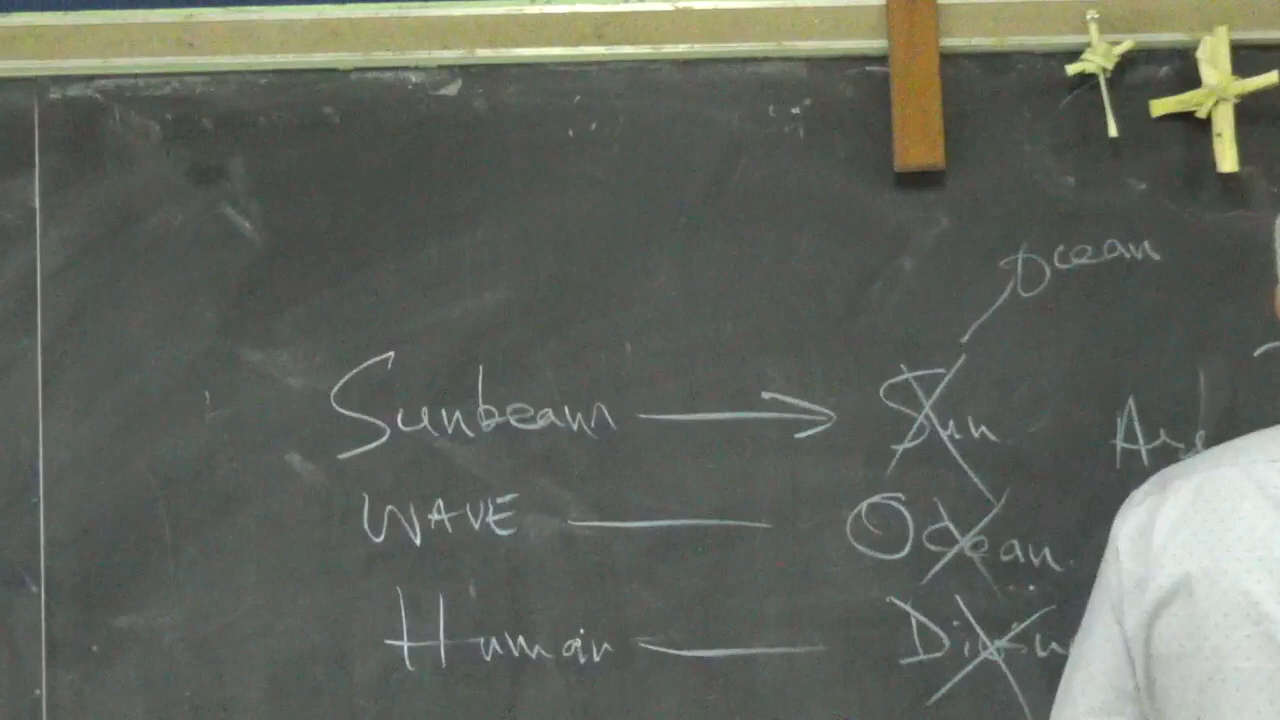 Ocean
Sunbeam → Sun
WAVE — Ocean
Human —